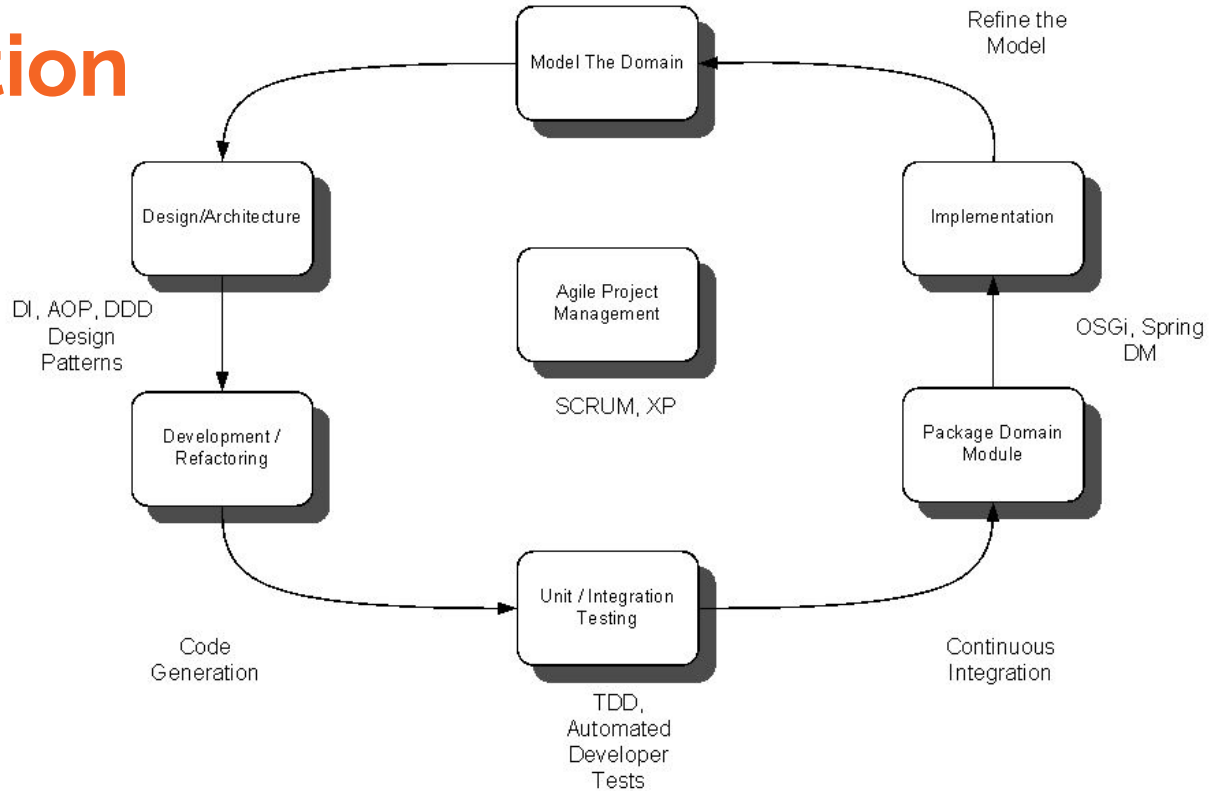 tion
Refine the
Model
Model The Domain
Design/Architecture
Implementation
DI, AOP, DDD
Design
Patterns
Agile Project
Management
OSGi, Spring
DM
SCRUM, XP
Development /
Refactoring
Package Domain
Module
Unit / Integration
Testing
Code
Generation
Continuous
Integration
TDD,
Automated
Developer
Tests